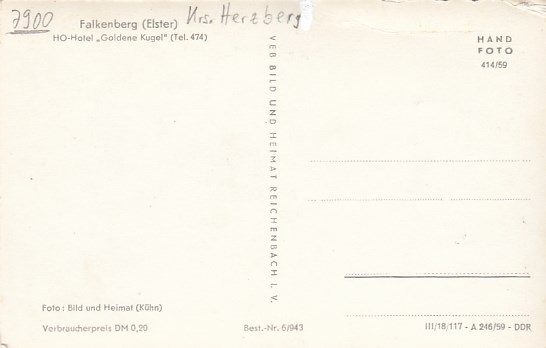 7900
Falkenberg (Elster) Krs. Herzberg
HO-Hotel „Goldene Kugel" (Tel. 474)
HAND
FOTO
414/59
VEB BILD UND HEIMAT REICHENBACH I. V.
Foto: Bild und Heimat (Kühn)
Verbraucherpreis DM 0,20
Best.-Nr. 6/943
III/18/117 - A 246/59 - DDR